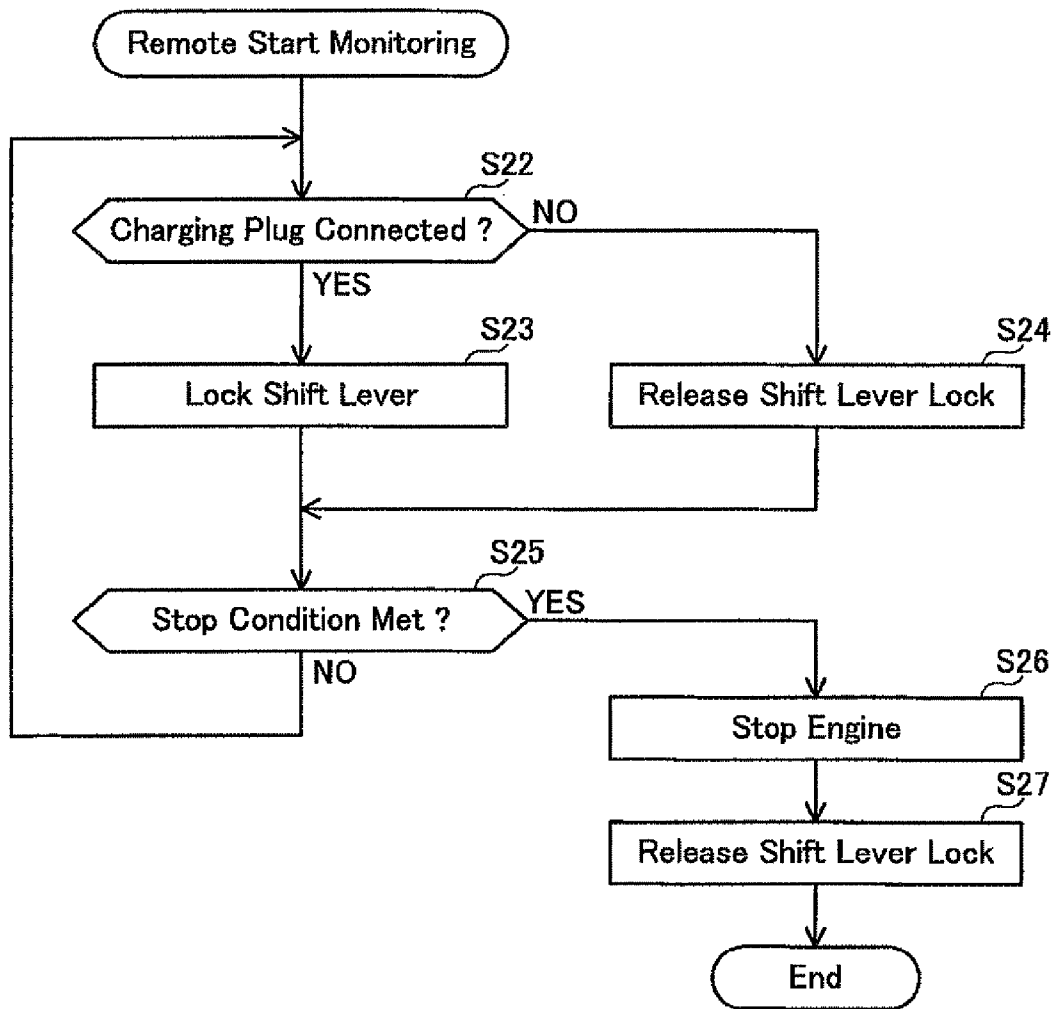 Remote Start Monitoring
S22
Charging Plug Connected ?
NO
YES
S23
Lock Shift Lever
S24
Release Shift Lever Lock
S25
Stop Condition Met ?
YES
NO
S26
Stop Engine
S27
Release Shift Lever Lock
End